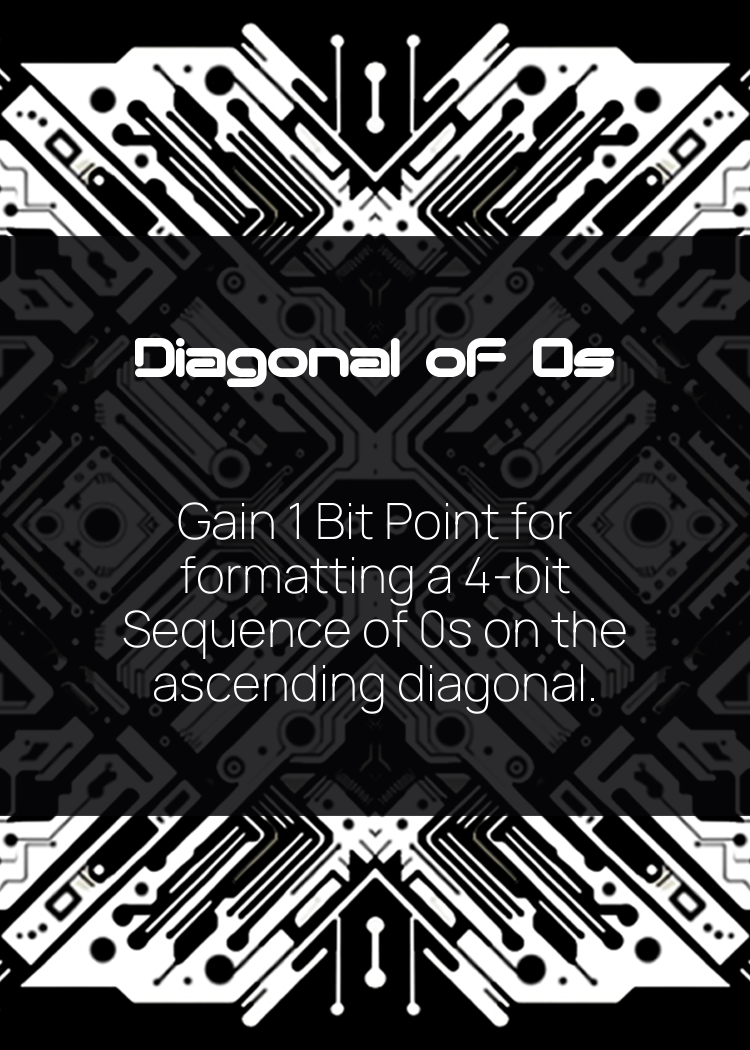 Diagonal of 0s
Gain 1 Bit Point for
formatting a 4-bit
Sequence of 0s on the
ascending diagonal.